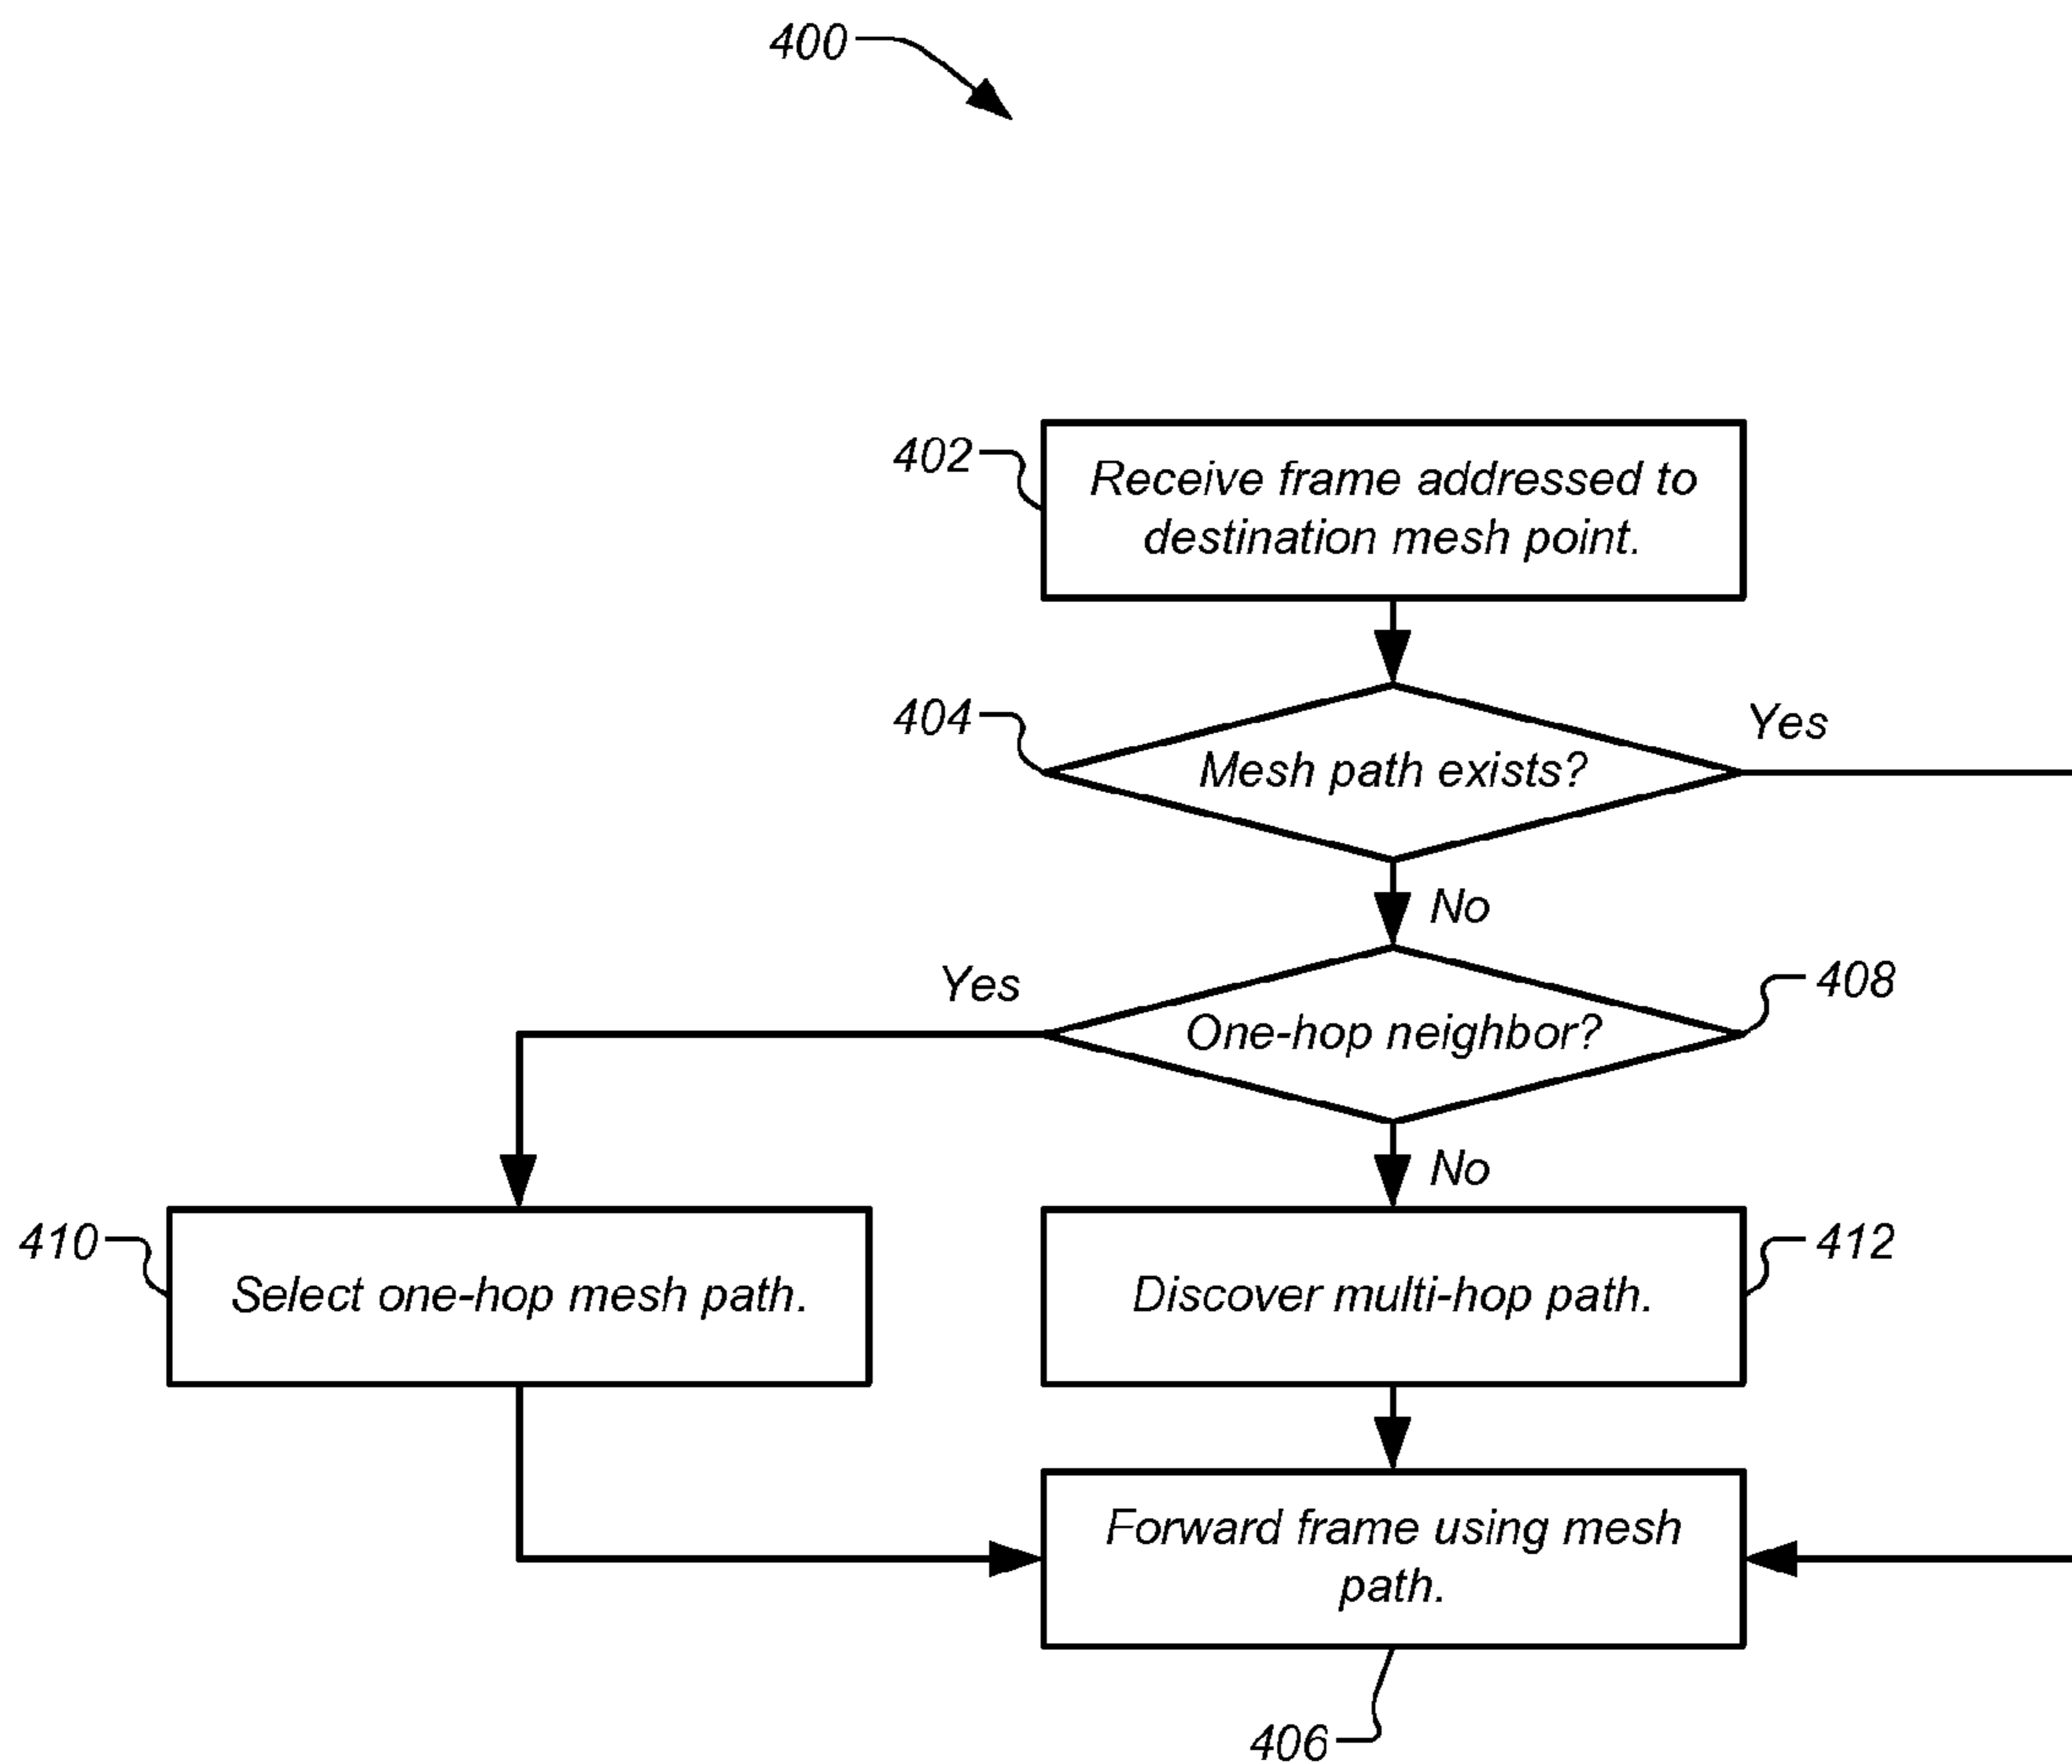 400
402
Receive frame addressed to
destination mesh point.
404
Mesh path exists?
Yes
No
Yes
One-hop neighbor?
408
No
410
Select one-hop mesh path.
Discover multi-hop path.
412
Forward frame using mesh
path.
406